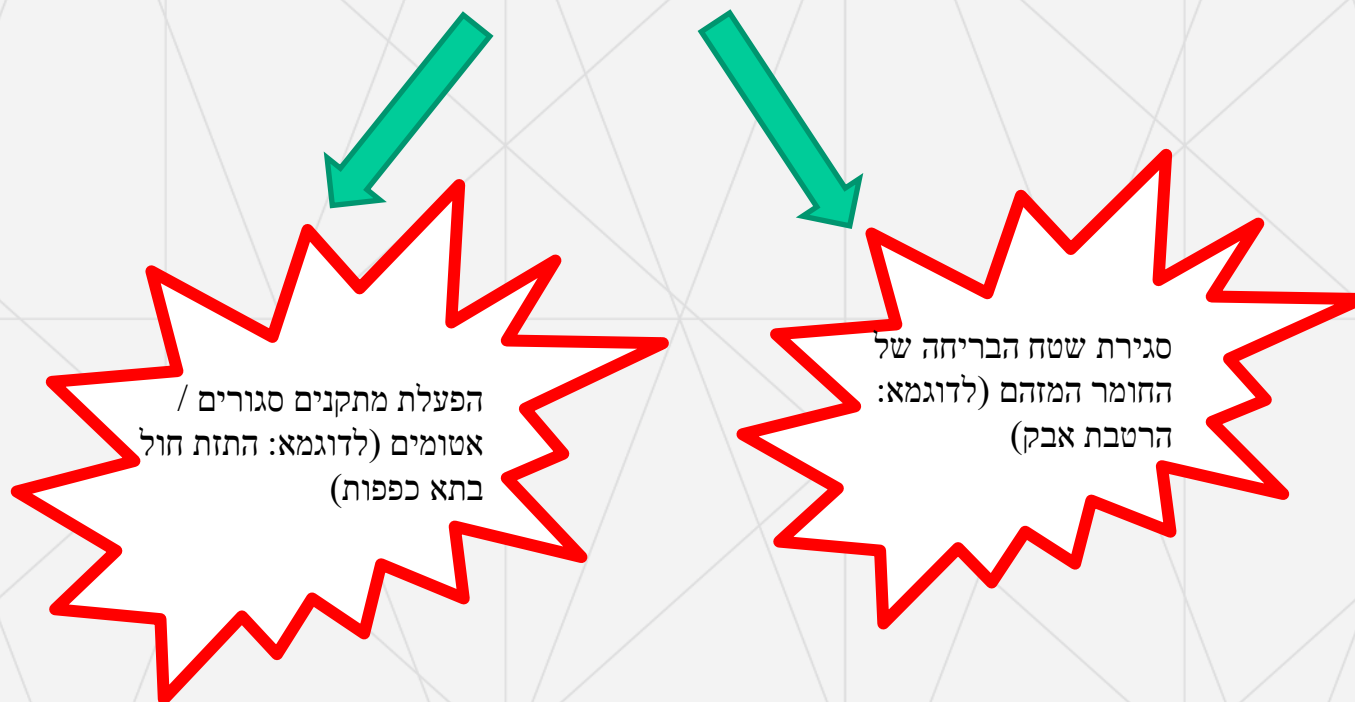 סגירת שטח הבריחה של
החומר המזהם (לדוגמא:
הרטבת אבק)
הפעלת מתקנים סגורים /
אטומים (לדוגמא: התזת חול
בתא כפפות)